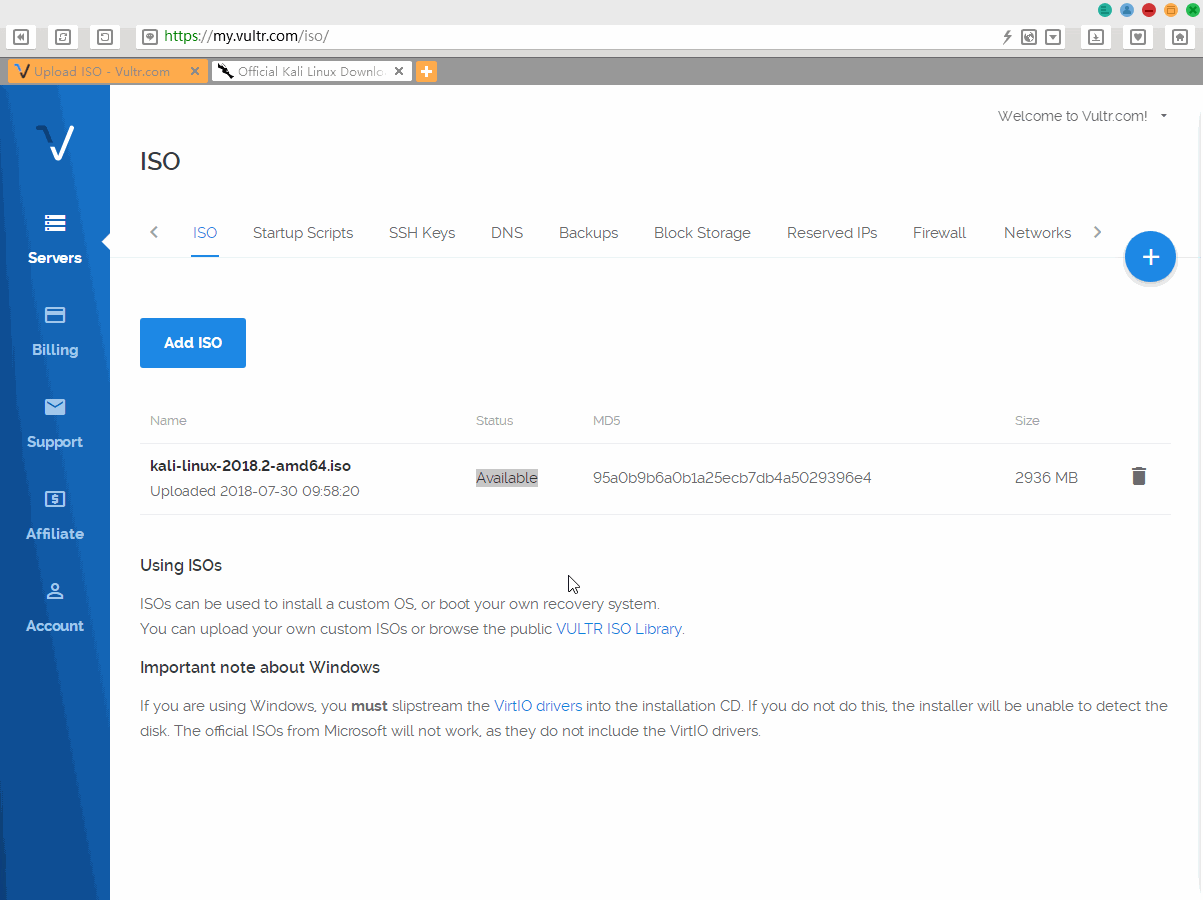 https://my.vultr.com/iso/
Upload ISO - Vultr.com
Official Kali Linux Downlo
Welcome to Vultr.com!
ISO
ISO Startup Scripts SSH Keys DNS Backups Block Storage Reserved IPs Firewall Networks
Servers
Billing
Support
Affiliate
Account
Add ISO
Name Status MD5 Size
kali-linux-2018.2-amd64.iso
Uploaded 2018-07-30 09:58:20
Available 95a0b9b6a0b1a25ecb7db4a5029396e4 2936 MB
Using ISOs
ISOs can be used to install a custom OS, or boot your own recovery system.
You can upload your own custom ISOs or browse the public VULTR ISO Library.
Important note about Windows
If you are using Windows, you must slipstream the VirtIO drivers into the installation CD. If you do not do this, the installer will be unable to detect the
disk. The official ISOs from Microsoft will not work, as they do not include the VirtIO drivers.